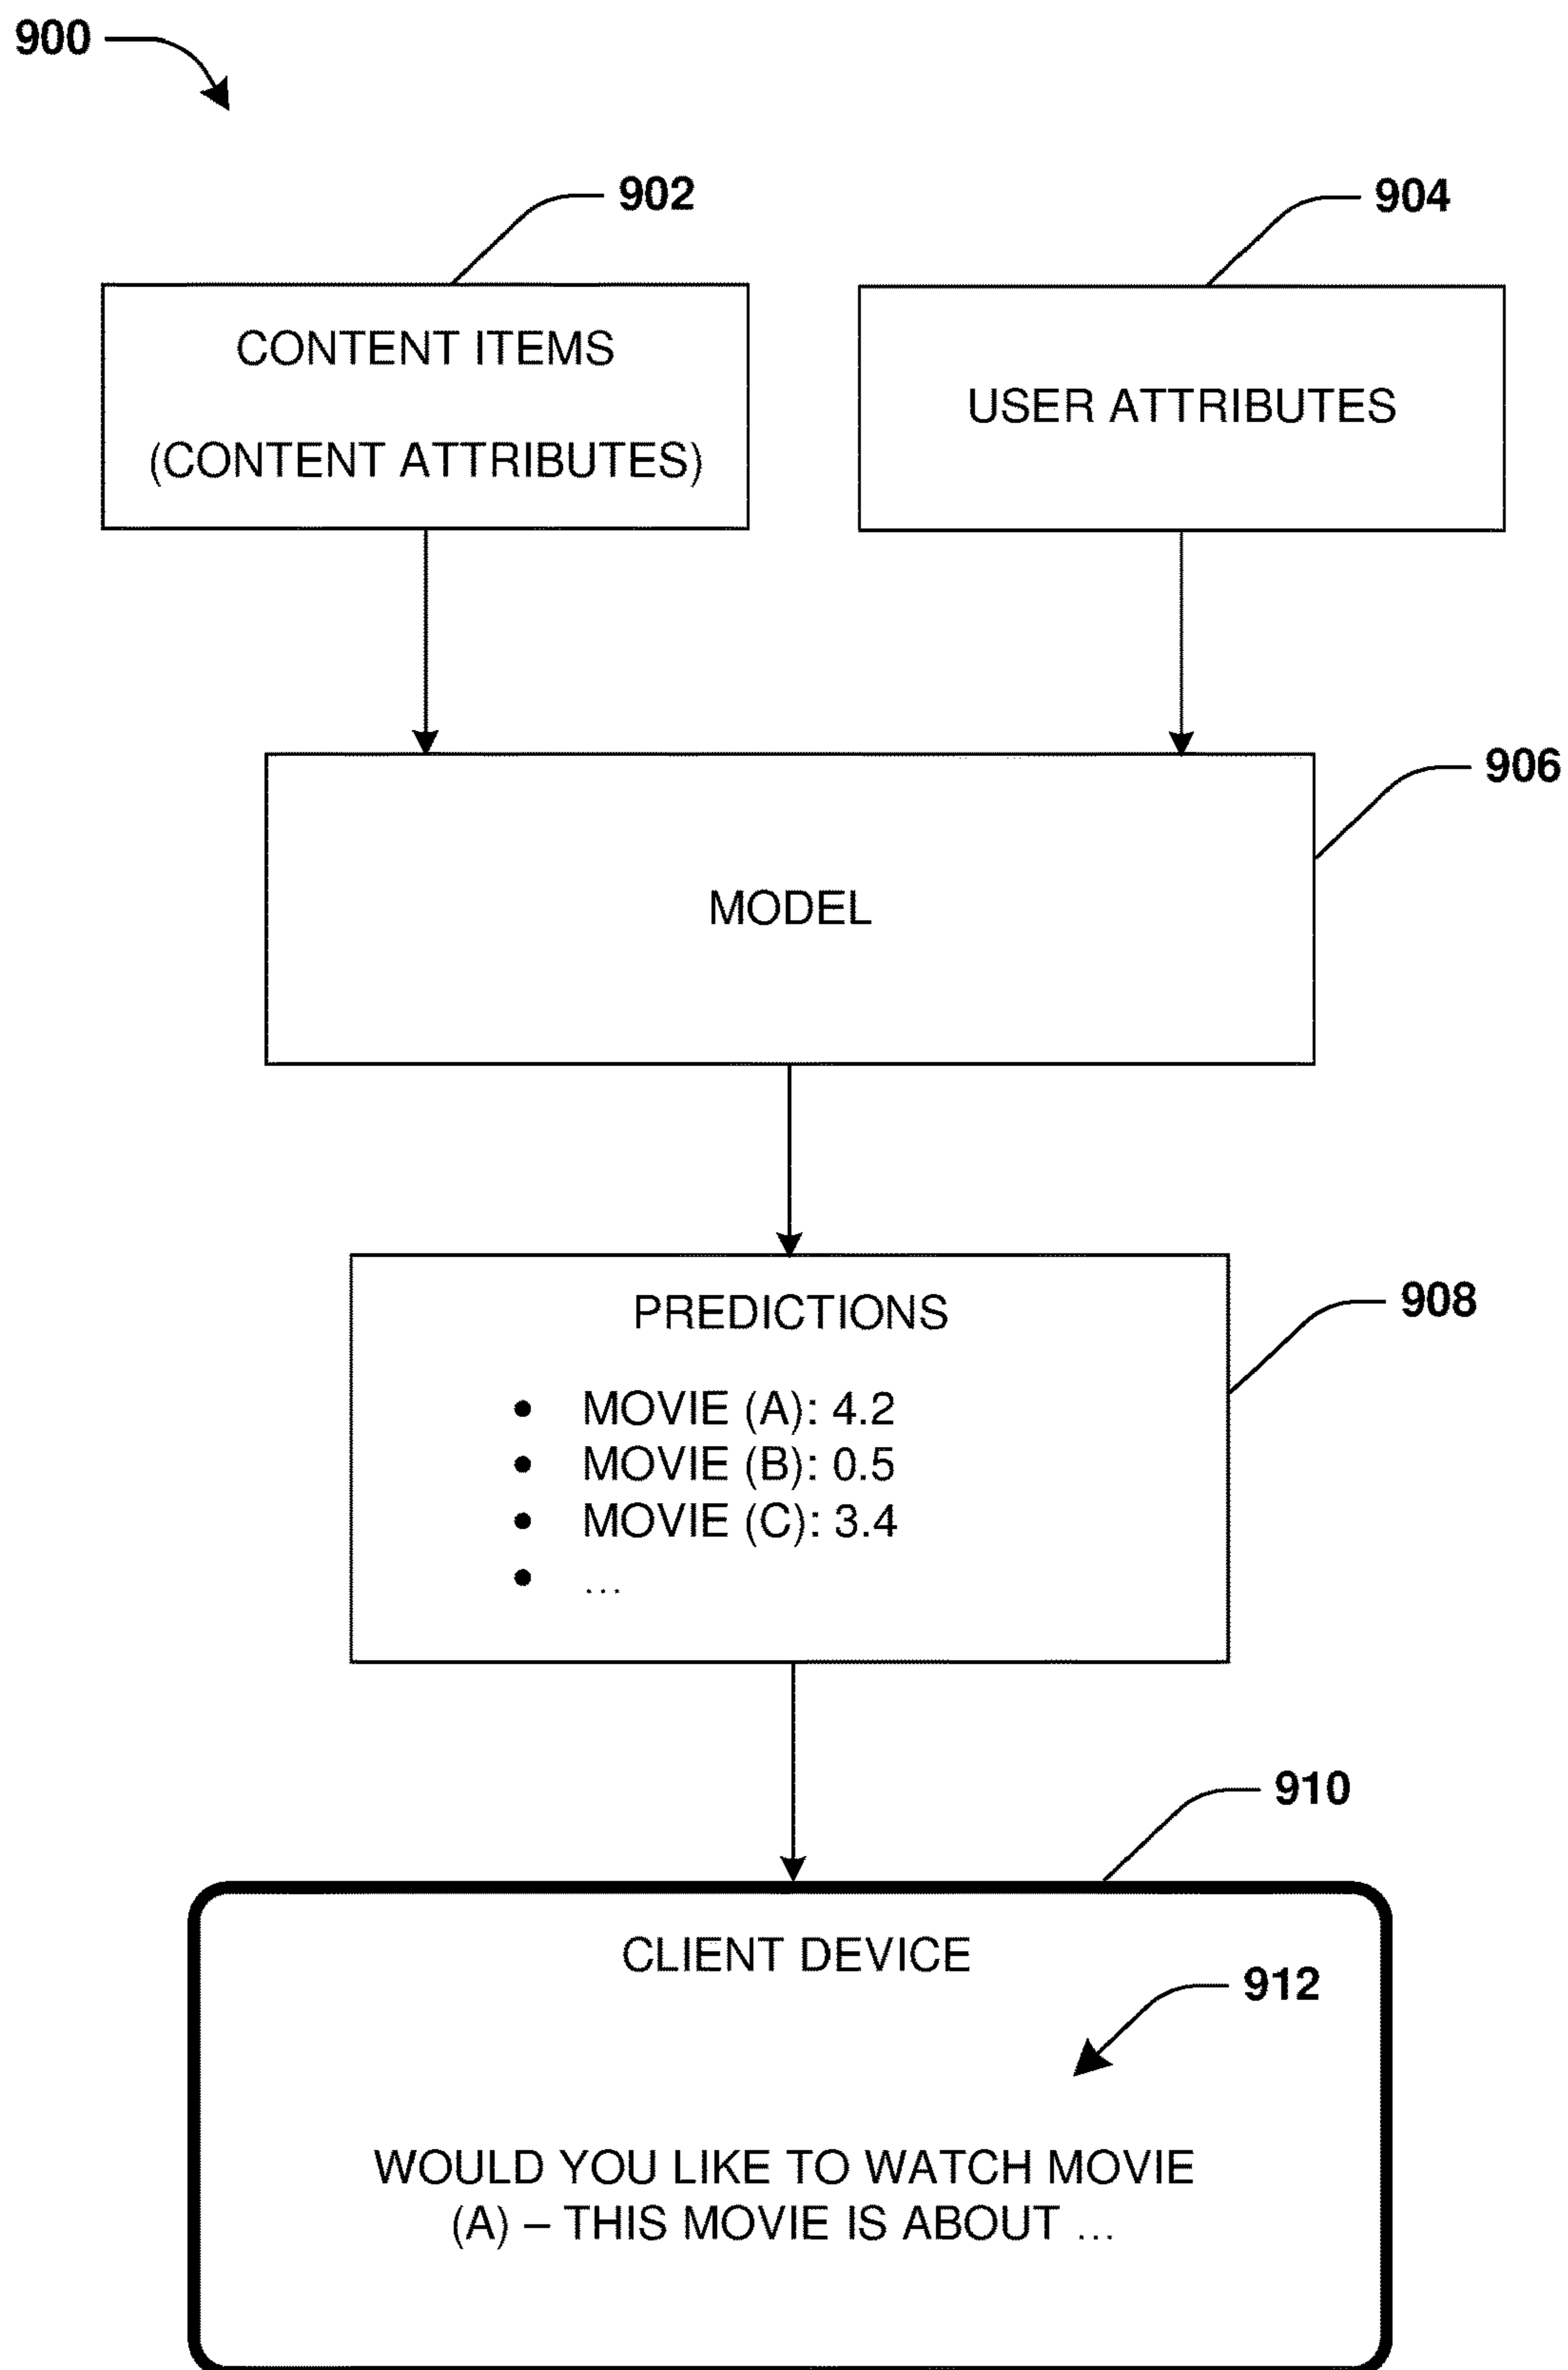 900
902
904
CONTENT ITEMS
(CONTENT ATTRIBUTES)
USER ATTRIBUTES
906
MODEL
908
PREDICTIONS
• MOVIE (A): 4.2
• MOVIE (B): 0.5
• MOVIE (C): 3.4
• ...
910
CLIENT DEVICE
912
WOULD YOU LIKE TO WATCH MOVIE
(A) – THIS MOVIE IS ABOUT ...